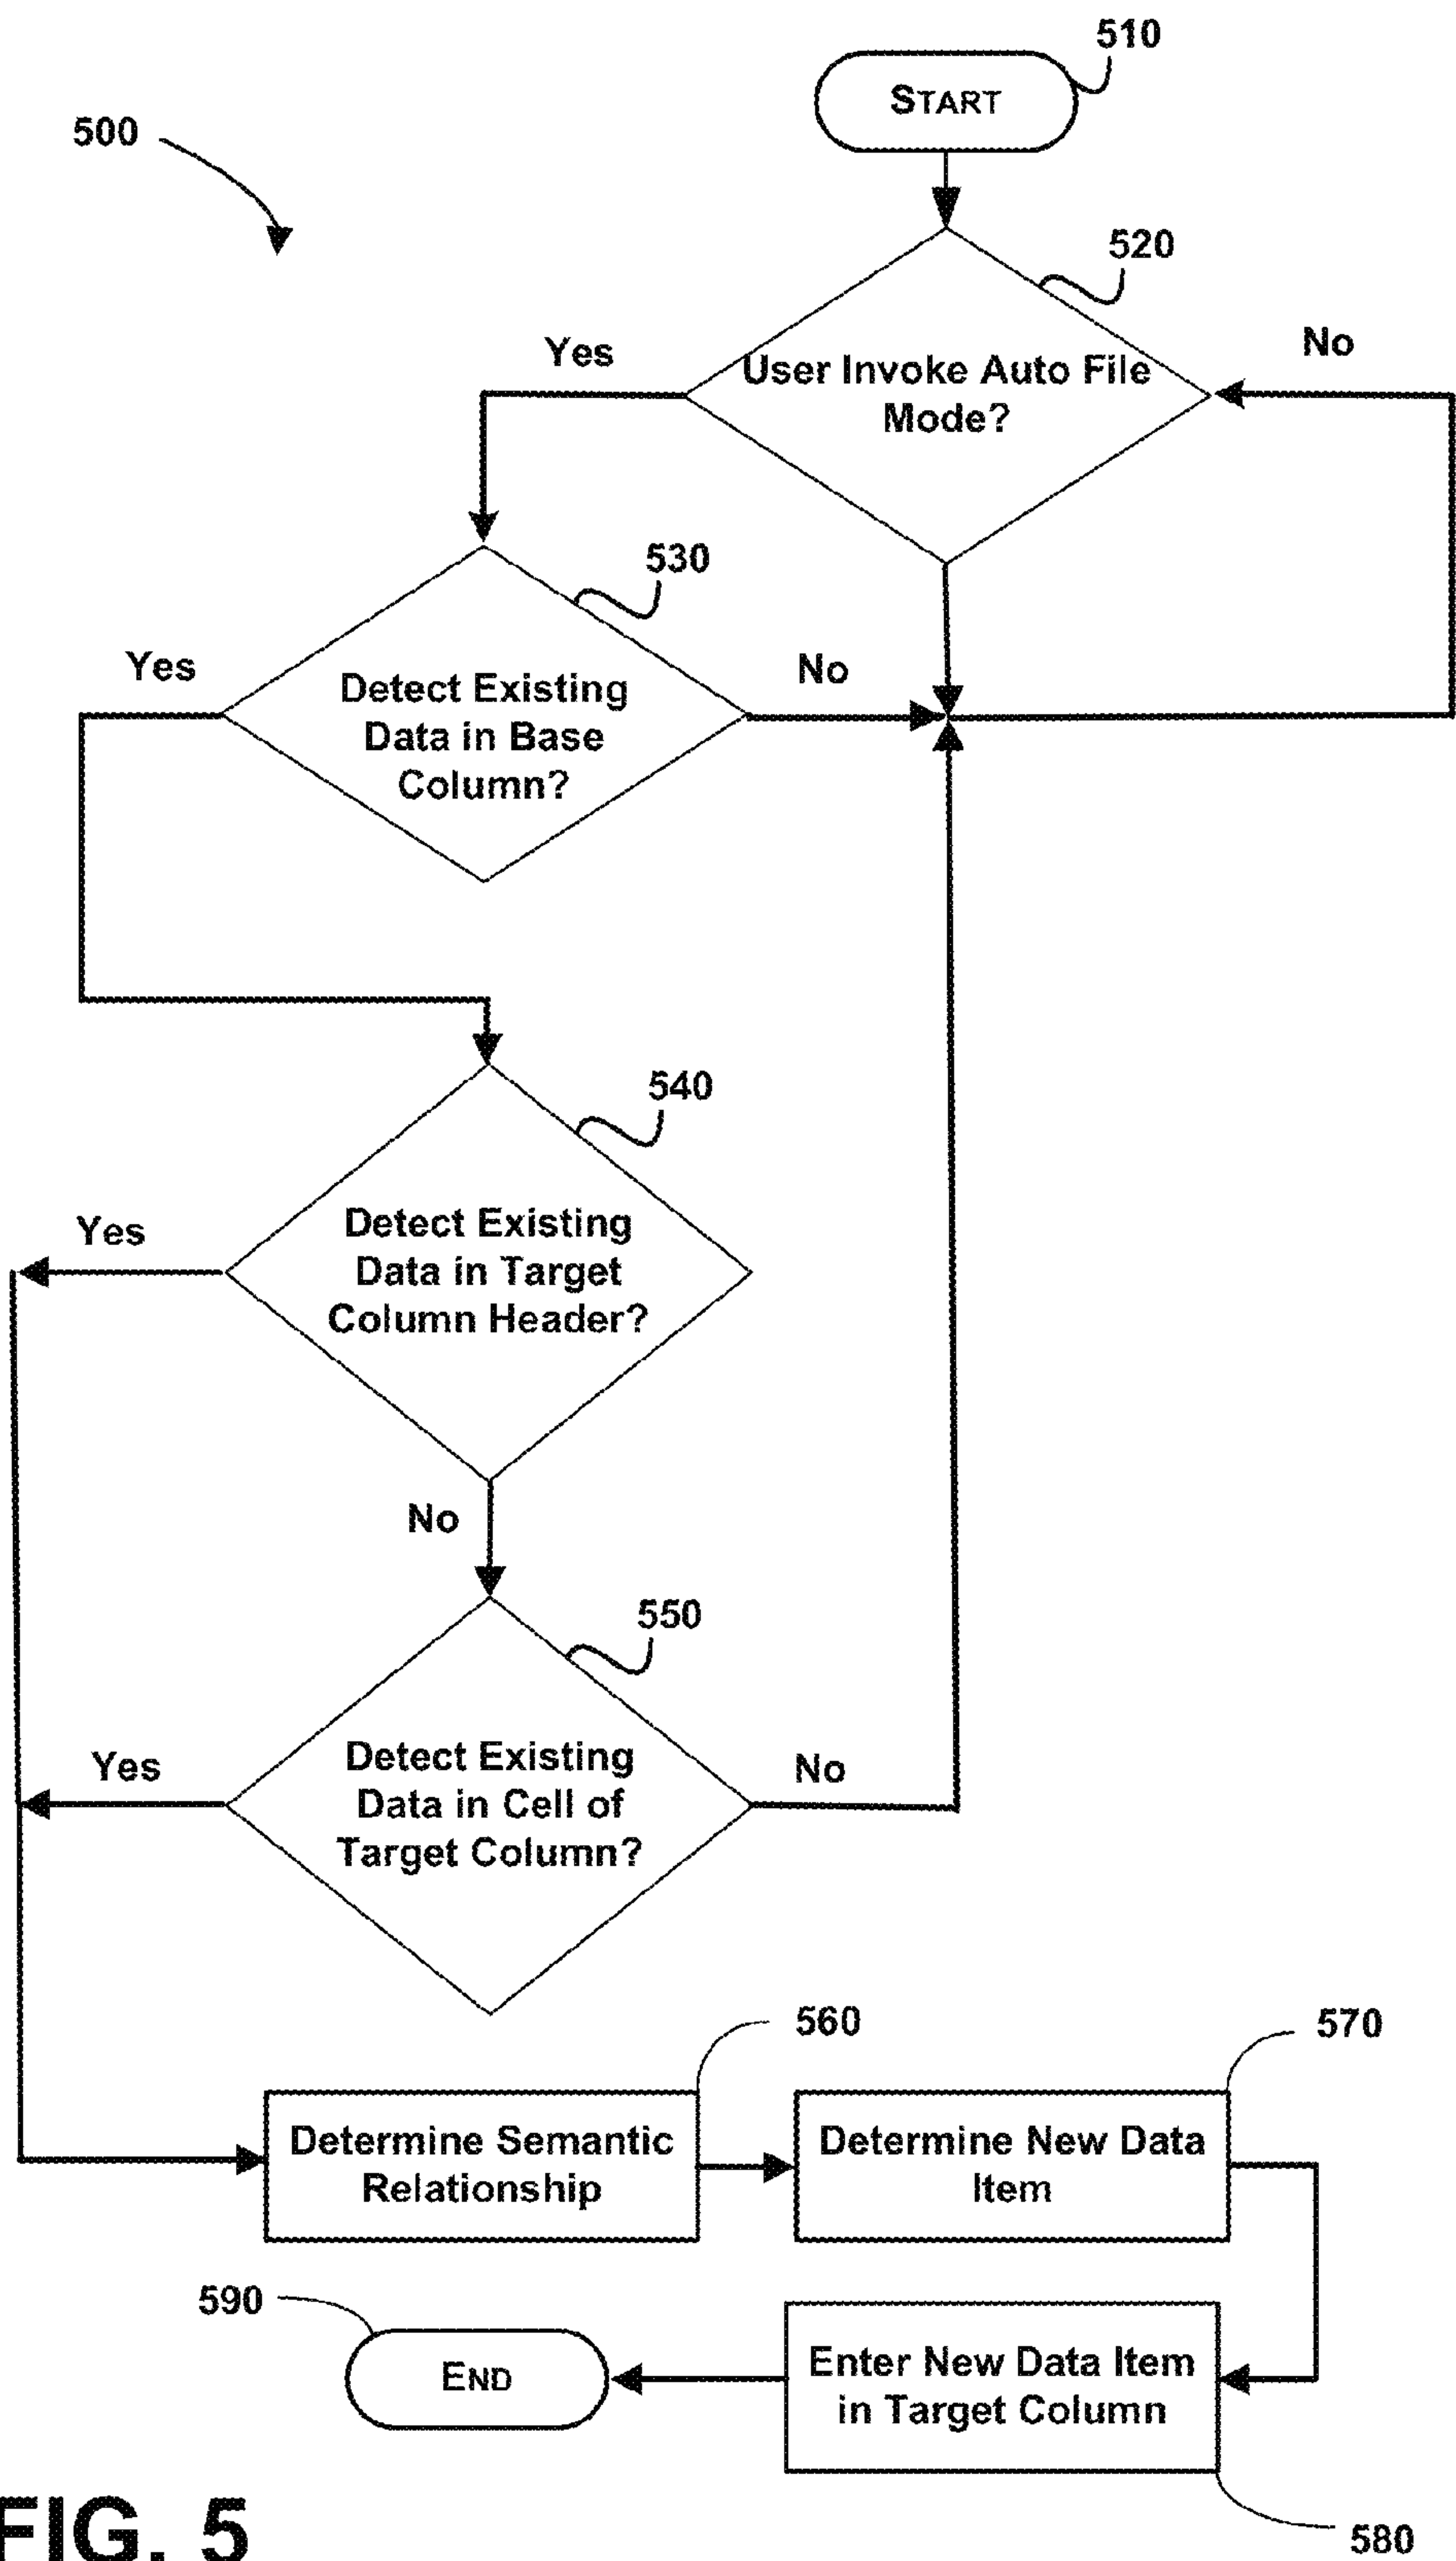 510
START
500
520
Yes
No
User Invoke Auto File
Mode?
530
Yes
No
Detect Existing
Data in Base
Column?
540
Yes
Detect Existing
Data in Target
Column Header?
No
550
Yes
No
Detect Existing
Data in Cell of
Target Column?
560
570
Determine Semantic
Relationship
Determine New Data
Item
590
END
Enter New Data Item
in Target Column
FIG. 5
580